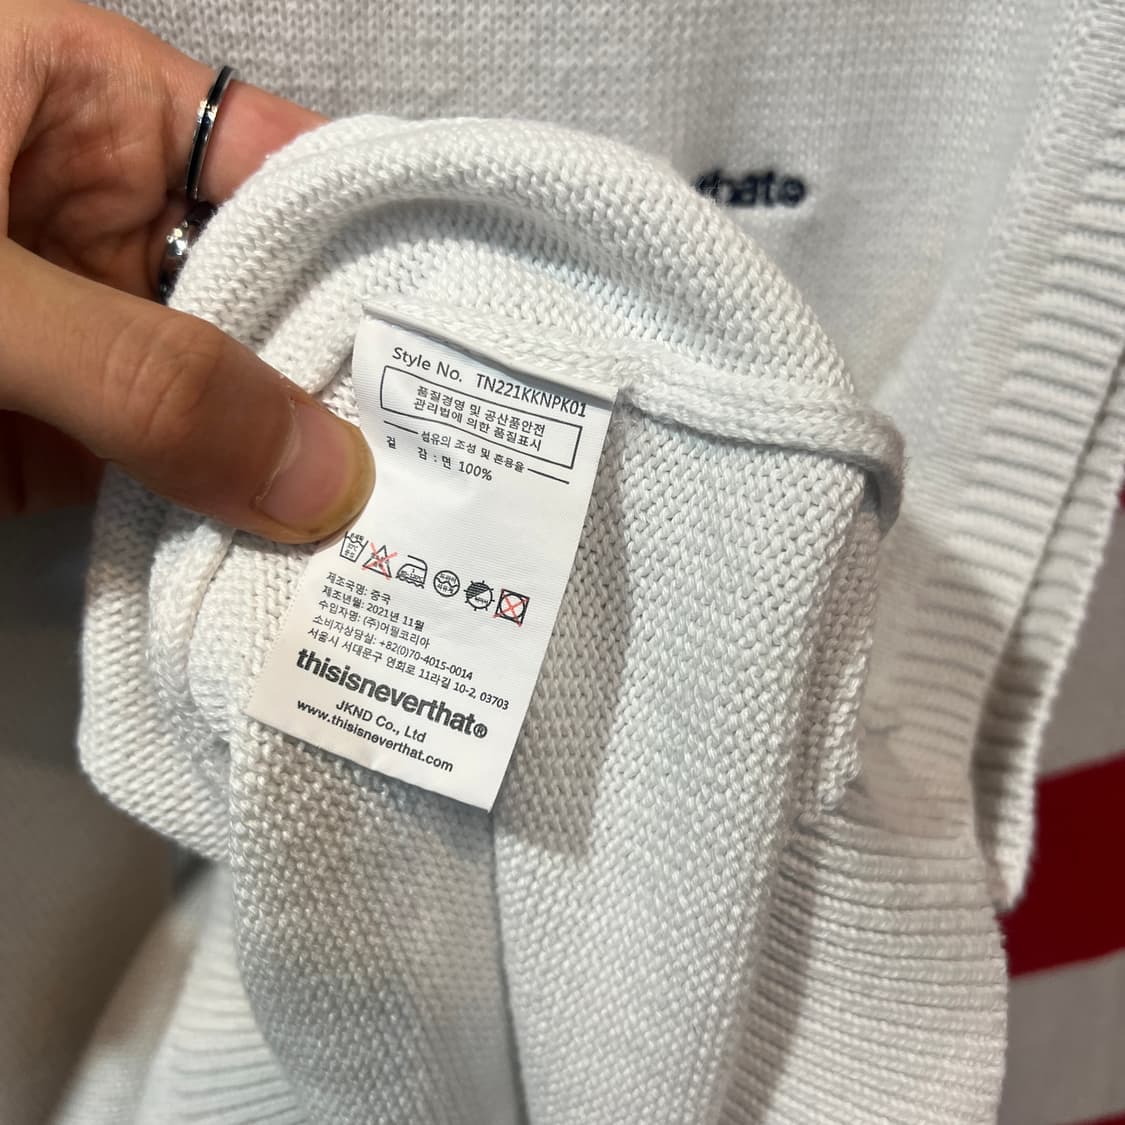 that®
Style No. TN221KKNPK01
품질경영 및 공산품안전
관리법에 의한 품질표시
섬유의 조성 및 혼용율
겉 감 : 면 100%
제조국명: 중국
제조년월: 2021년 11월
수입자명: (주)어필코리아
소비자상담실: +82(0)70-4015-0014
서울시 서대문구 연희로 11라길 10-2, 03703
thisisneverthat®
JKND Co., Ltd
www.thisisneverthat.com